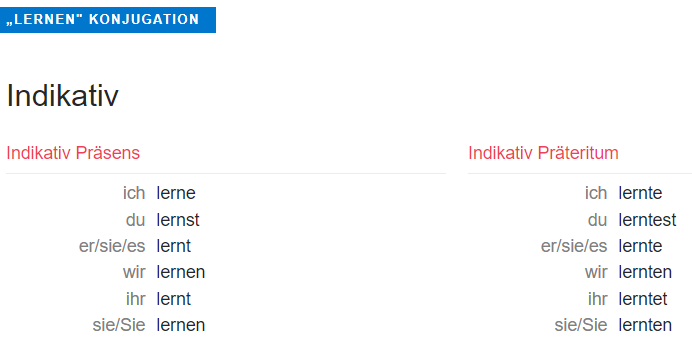 „LERNEN" KONJUGATION
Indikativ
Indikativ Präsens
ich lerne
du lernst
er/sie/es lernt
wir lernen
ihr lernt
sie/Sie lernen
Indikativ Präteritum
ich lernte
du lerntest
er/sie/es lernte
wir lernten
ihr lerntet
sie/Sie lernten